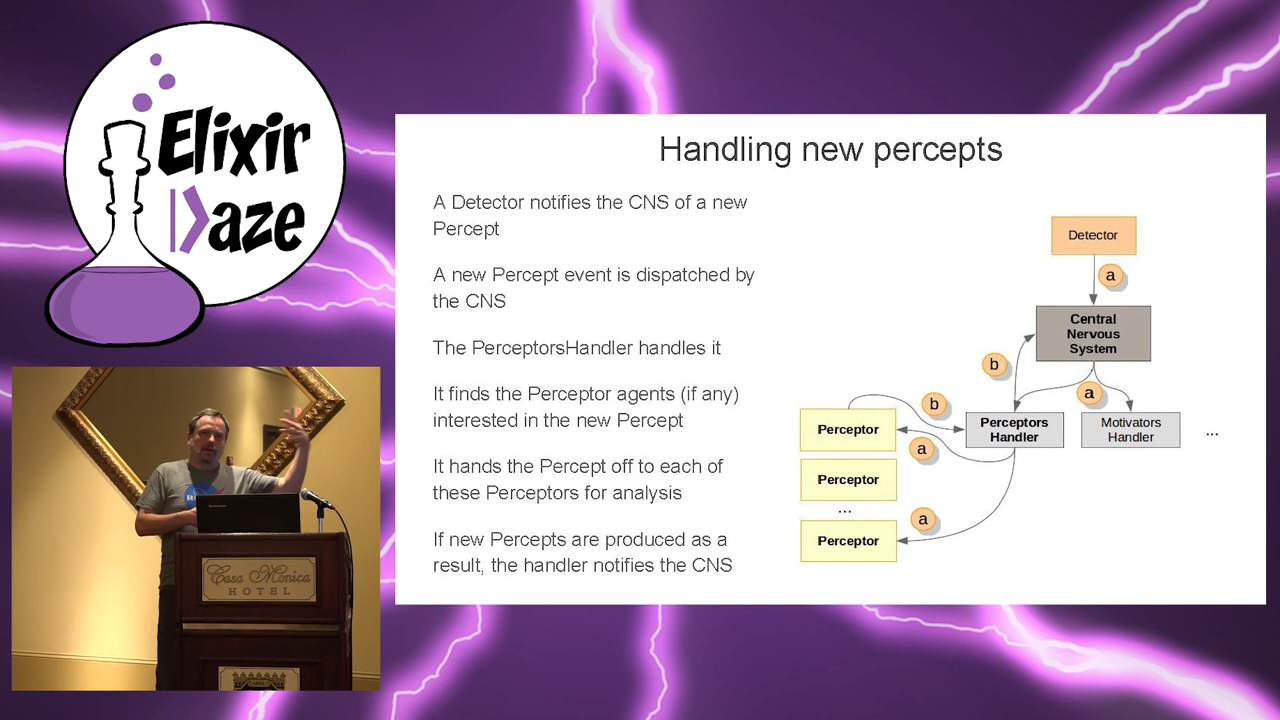 Elixir
Daze
Handling new percepts
A Detector notifies the CNS of a new
Percept
A new Percept event is dispatched by
the CNS
The PerceptorsHandler handles it
It finds the Perceptor agents (if any)
interested in the new Percept
It hands the Percept off to each of
these Perceptors for analysis
If new Percepts are produced as a
result, the handler notifies the CNS
Detector
a
Central
Nervous
System
b
a
b
Perceptor
a
Perceptors
Handler
Motivators
Handler
...
Perceptor
...
a
Perceptor
Casa Monica
HOTEL